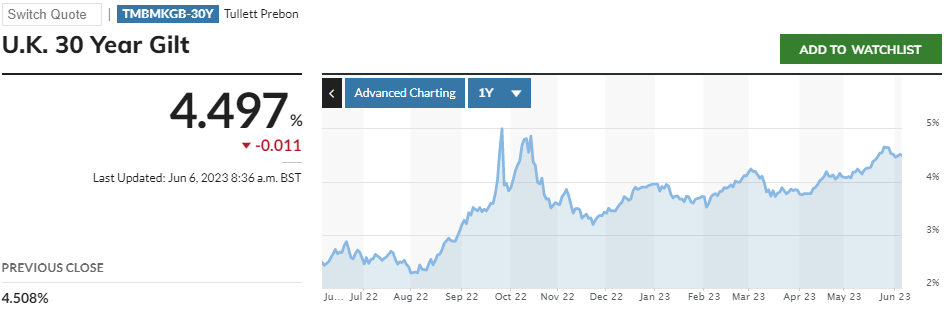 Switch Quote | TMBMKGB-30Y Tullett Prebon
U.K. 30 Year Gilt
ADD TO WATCHLIST
4.497%
-0.011
Last Updated: Jun 6, 2023 8:36 a.m. BST
PREVIOUS CLOSE
4.508%
Advanced Charting 1Y
5%
4%
3%
2%
Ju... Jul 22 Aug 22 Sep 22 Oct 22 Nov 22 Dec 22 Jan 23 Feb 23 Mar 23 Apr 23 May 23 Jun 23